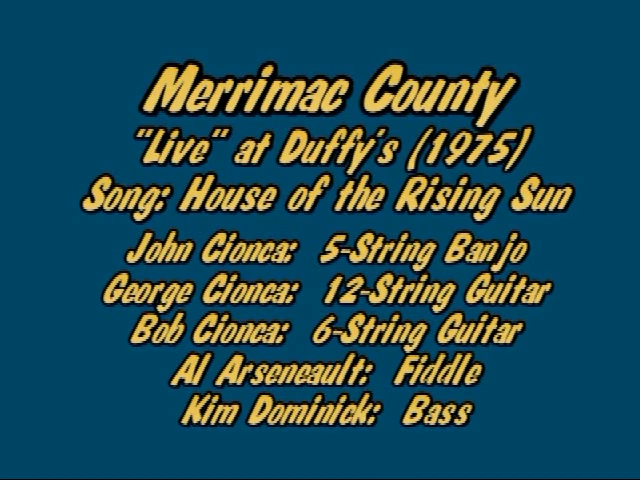 Merrimac County
"Live" at Duffy's (1975)
Song: House of the Rising Sun
John Cionca: 5-String Banjo
George Cionca: 12-String Guitar
Bob Cionca: 6-String Guitar
Al Arseneault: Fiddle
Kim Dominick: Bass